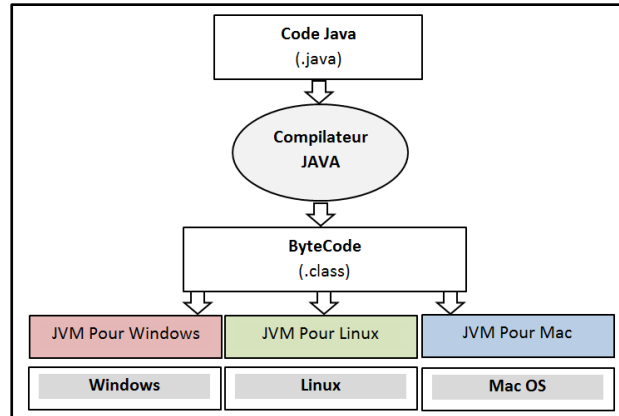 Code Java
(.java)
Compilateur
JAVA
ByteCode
(.class)
JVM Pour Windows
JVM Pour Linux
JVM Pour Mac
Windows
Linux
Mac OS